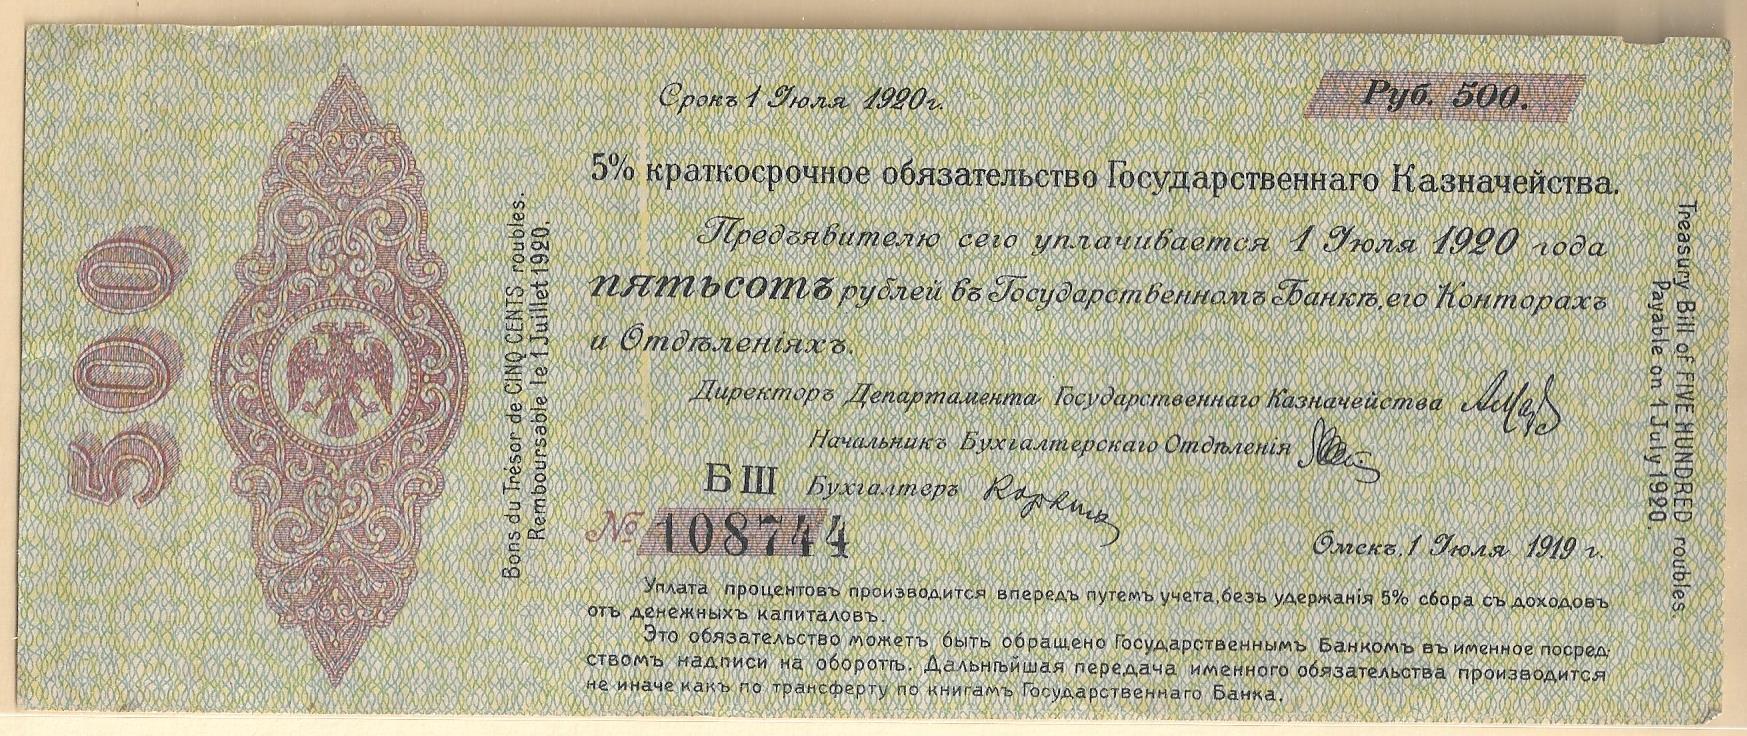 500
Bons du Trésor de CINQ CENTS roubles.
Remboursable le 1 Juillet 1920.
Срокъ 1 Июля 1920 г.
Руб. 500.
5% краткосрочное обязательство Государственнаго Казначейства.
Предъявителю сего уплачивается 1 Июля 1920 года
пятьсотъ рублей въ Государственномъ Банкѣ, его Конторахъ
и Отдѣленіяхъ.
Директоръ Департамента Государственнаго Казначейства
Начальникъ Бухгалтерскаго Отдѣленія
БШ Бухгалтеръ
№ 108744
Омскъ, 1 Июля 1919 г.
Уплата процентовъ производится впередъ путемъ учета, безъ удержанія 5% сбора съ доходовъ
отъ денежныхъ капиталовъ.
Это обязательство можетъ быть обращено Государственнымъ Банкомъ въ именное посред-
ствомъ надписи на оборотѣ. Дальнѣйшая передача именного обязательства производится
не иначе какъ по трансферту по книгамъ Государственнаго Банка.
Treasury Bill of FIVE HUNDRED roubles.
Payable on 1 July 1920.